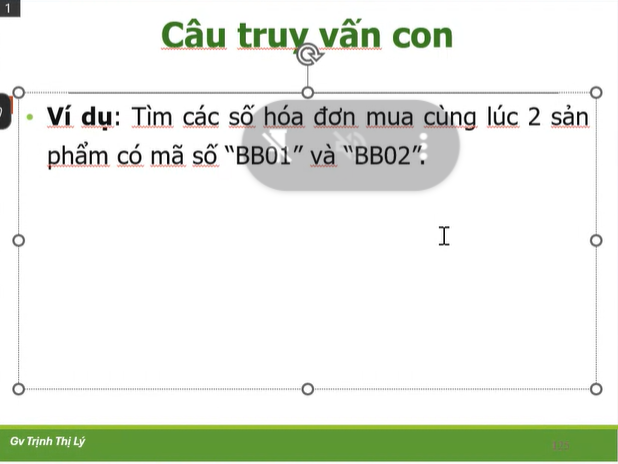 1
Câu truy vấn con
• Ví dụ: Tìm các số hóa đơn mua cùng lúc 2 sản
phẩm có mã số “BB01” và “BB02”.
Gv Trịnh Thị Lý